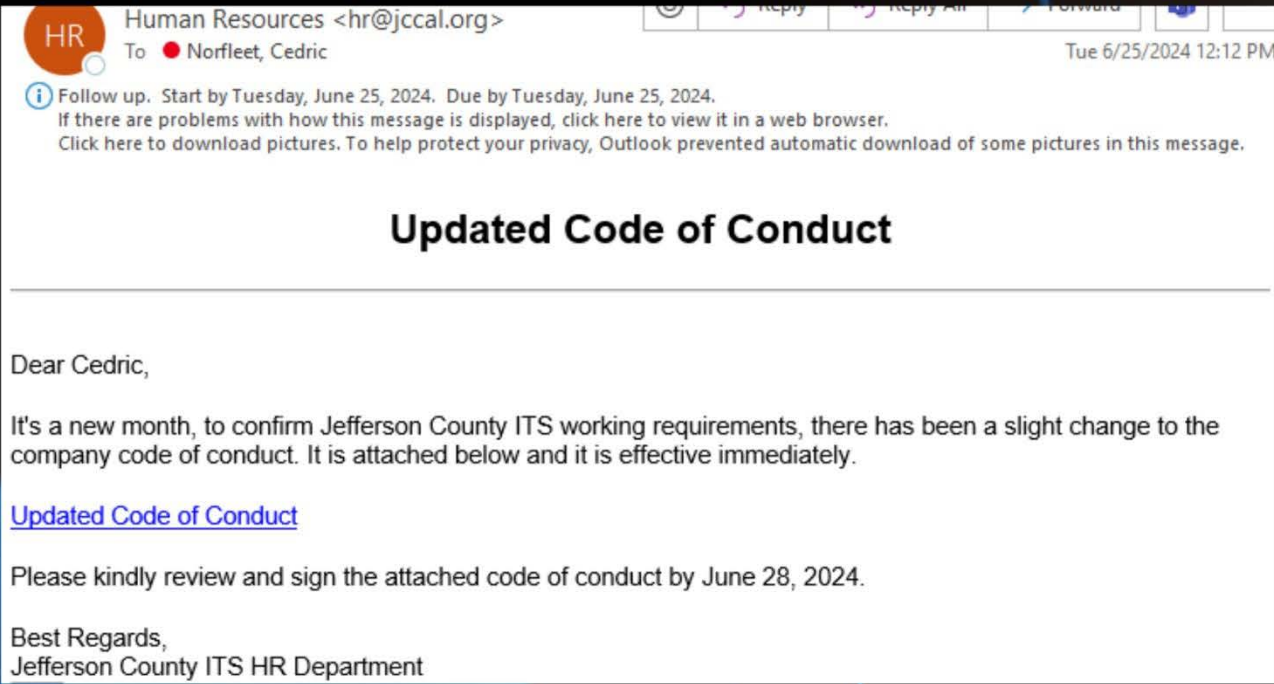 HR
Human Resources <hr@jccal.org>
Reply
Reply All
Forward
To Norfleet, Cedric
Tue 6/25/2024 12:12 PM
Follow up. Start by Tuesday, June 25, 2024. Due by Tuesday, June 25, 2024.
If there are problems with how this message is displayed, click here to view it in a web browser.
Click here to download pictures. To help protect your privacy, Outlook prevented automatic download of some pictures in this message.
Updated Code of Conduct
Dear Cedric,
It's a new month, to confirm Jefferson County ITS working requirements, there has been a slight change to the
company code of conduct. It is attached below and it is effective immediately.
Updated Code of Conduct
Please kindly review and sign the attached code of conduct by June 28, 2024.
Best Regards,
Jefferson County ITS HR Department